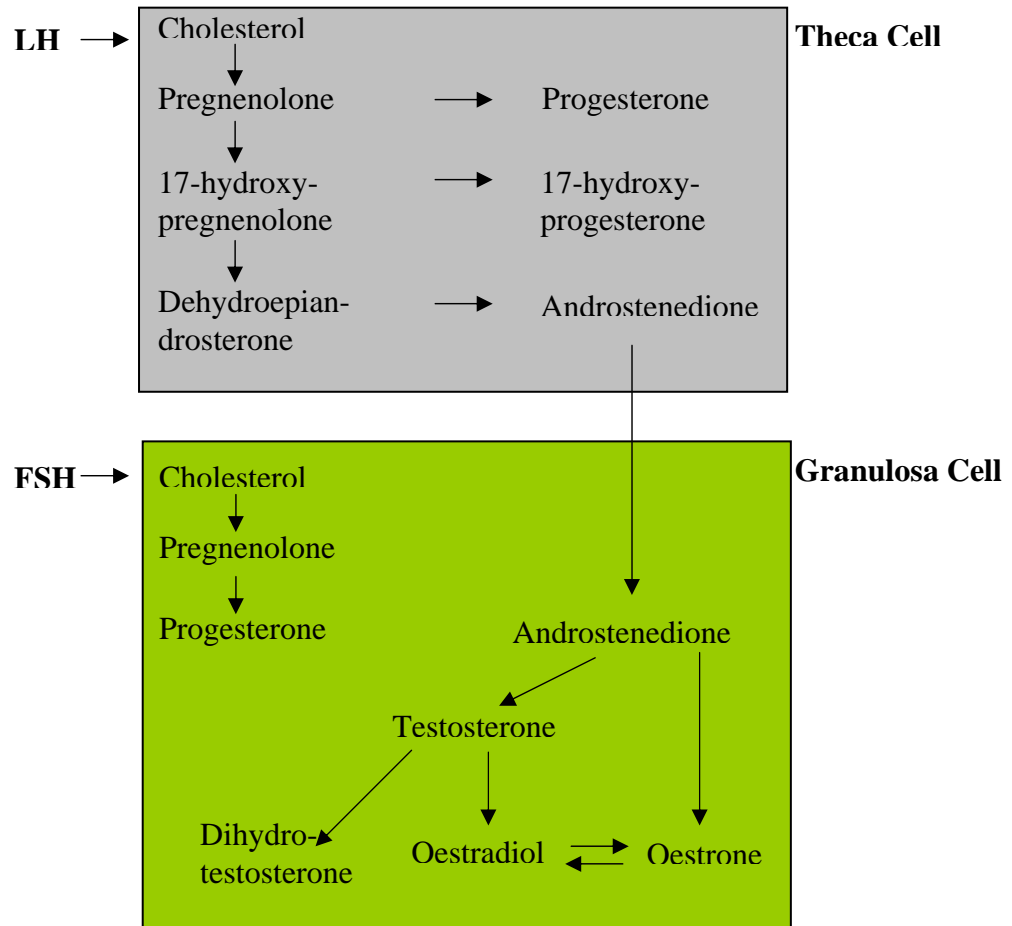 LH
Cholesterol
Theca Cell
Pregnenolone
Progesterone
17-hydroxy-
pregnenolone
17-hydroxy-
progesterone
Dehydroepian-
drosterone
Androstenedione
FSH
Cholesterol
Granulosa Cell
Pregnenolone
Progesterone
Androstenedione
Testosterone
Dihydro-
testosterone
Oestradiol
Oestrone